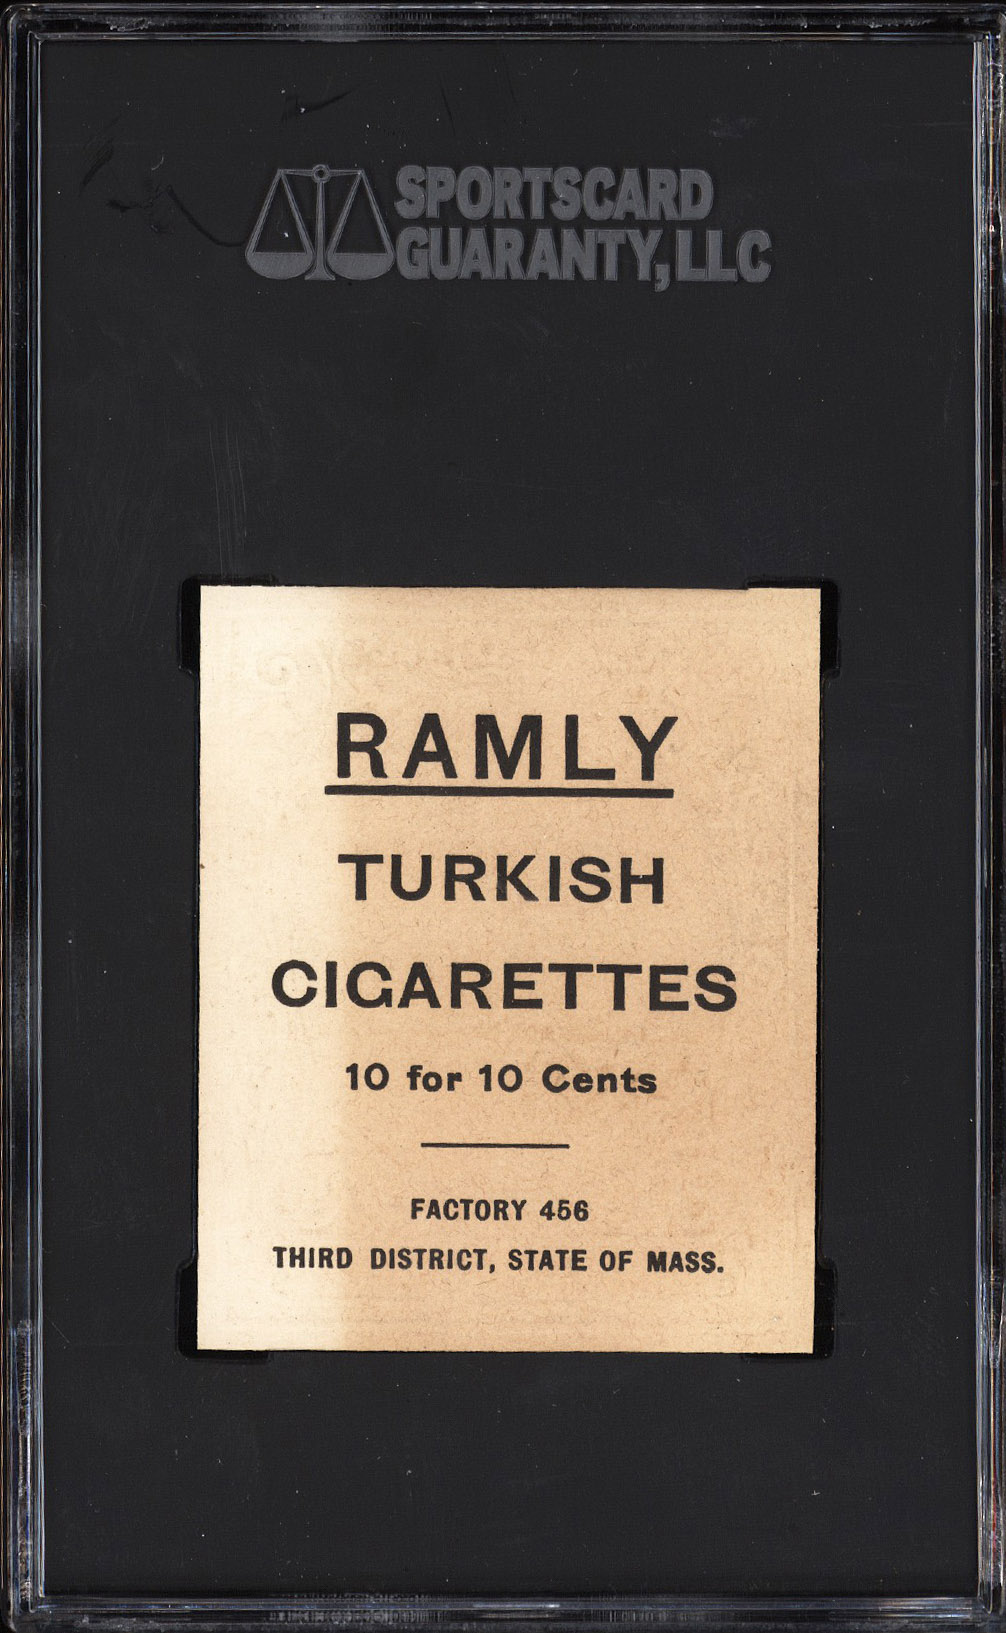 SPORTSCARD
GUARANTY, LLC
RAMLY
TURKISH
CIGARETTES
10 for 10 Cents
FACTORY 456
THIRD DISTRICT, STATE OF MASS.